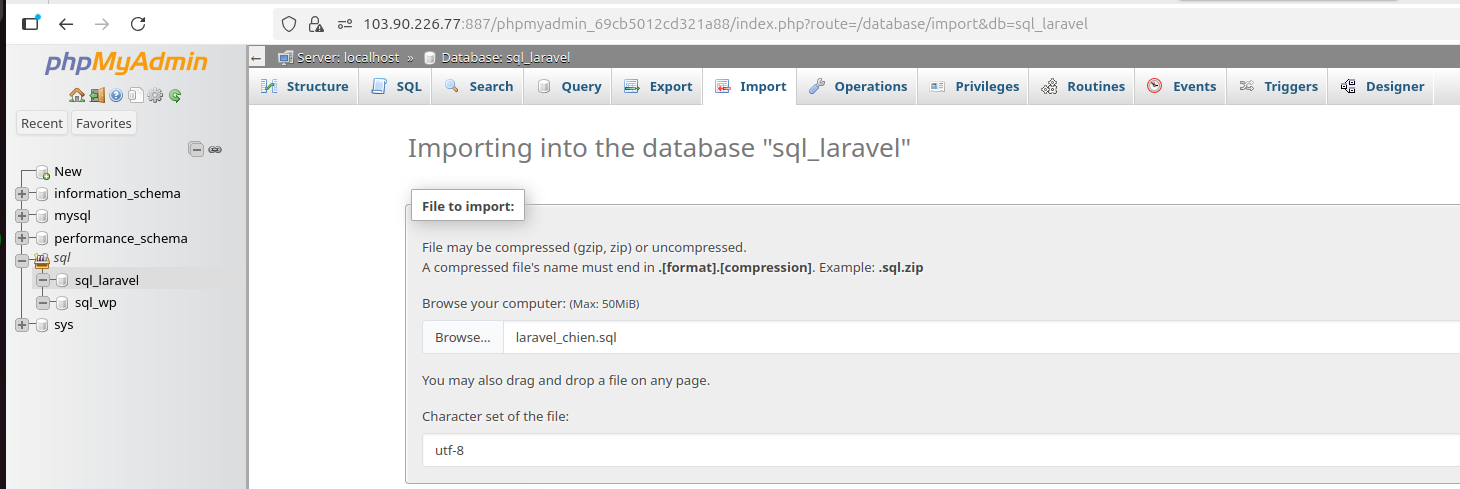 103.90.226.77:887/phpmyadmin_69cb5012cd321a88/index.php?route=/database/import&db=sql_laravel
phpMyAdmin
Server: localhost » Database: sql_laravel
Structure SQL Search Query Export Import Operations Privileges Routines Events Triggers Designer
Recent Favorites
New
information_schema
mysql
performance_schema
sql
sql_laravel
sql_wp
sys
Importing into the database "sql_laravel"
File to import:
File may be compressed (gzip, zip) or uncompressed.
A compressed file's name must end in .[format].[compression]. Example: .sql.zip
Browse your computer: (Max: 50MiB)
Browse... laravel_chien.sql
You may also drag and drop a file on any page.
Character set of the file:
utf-8